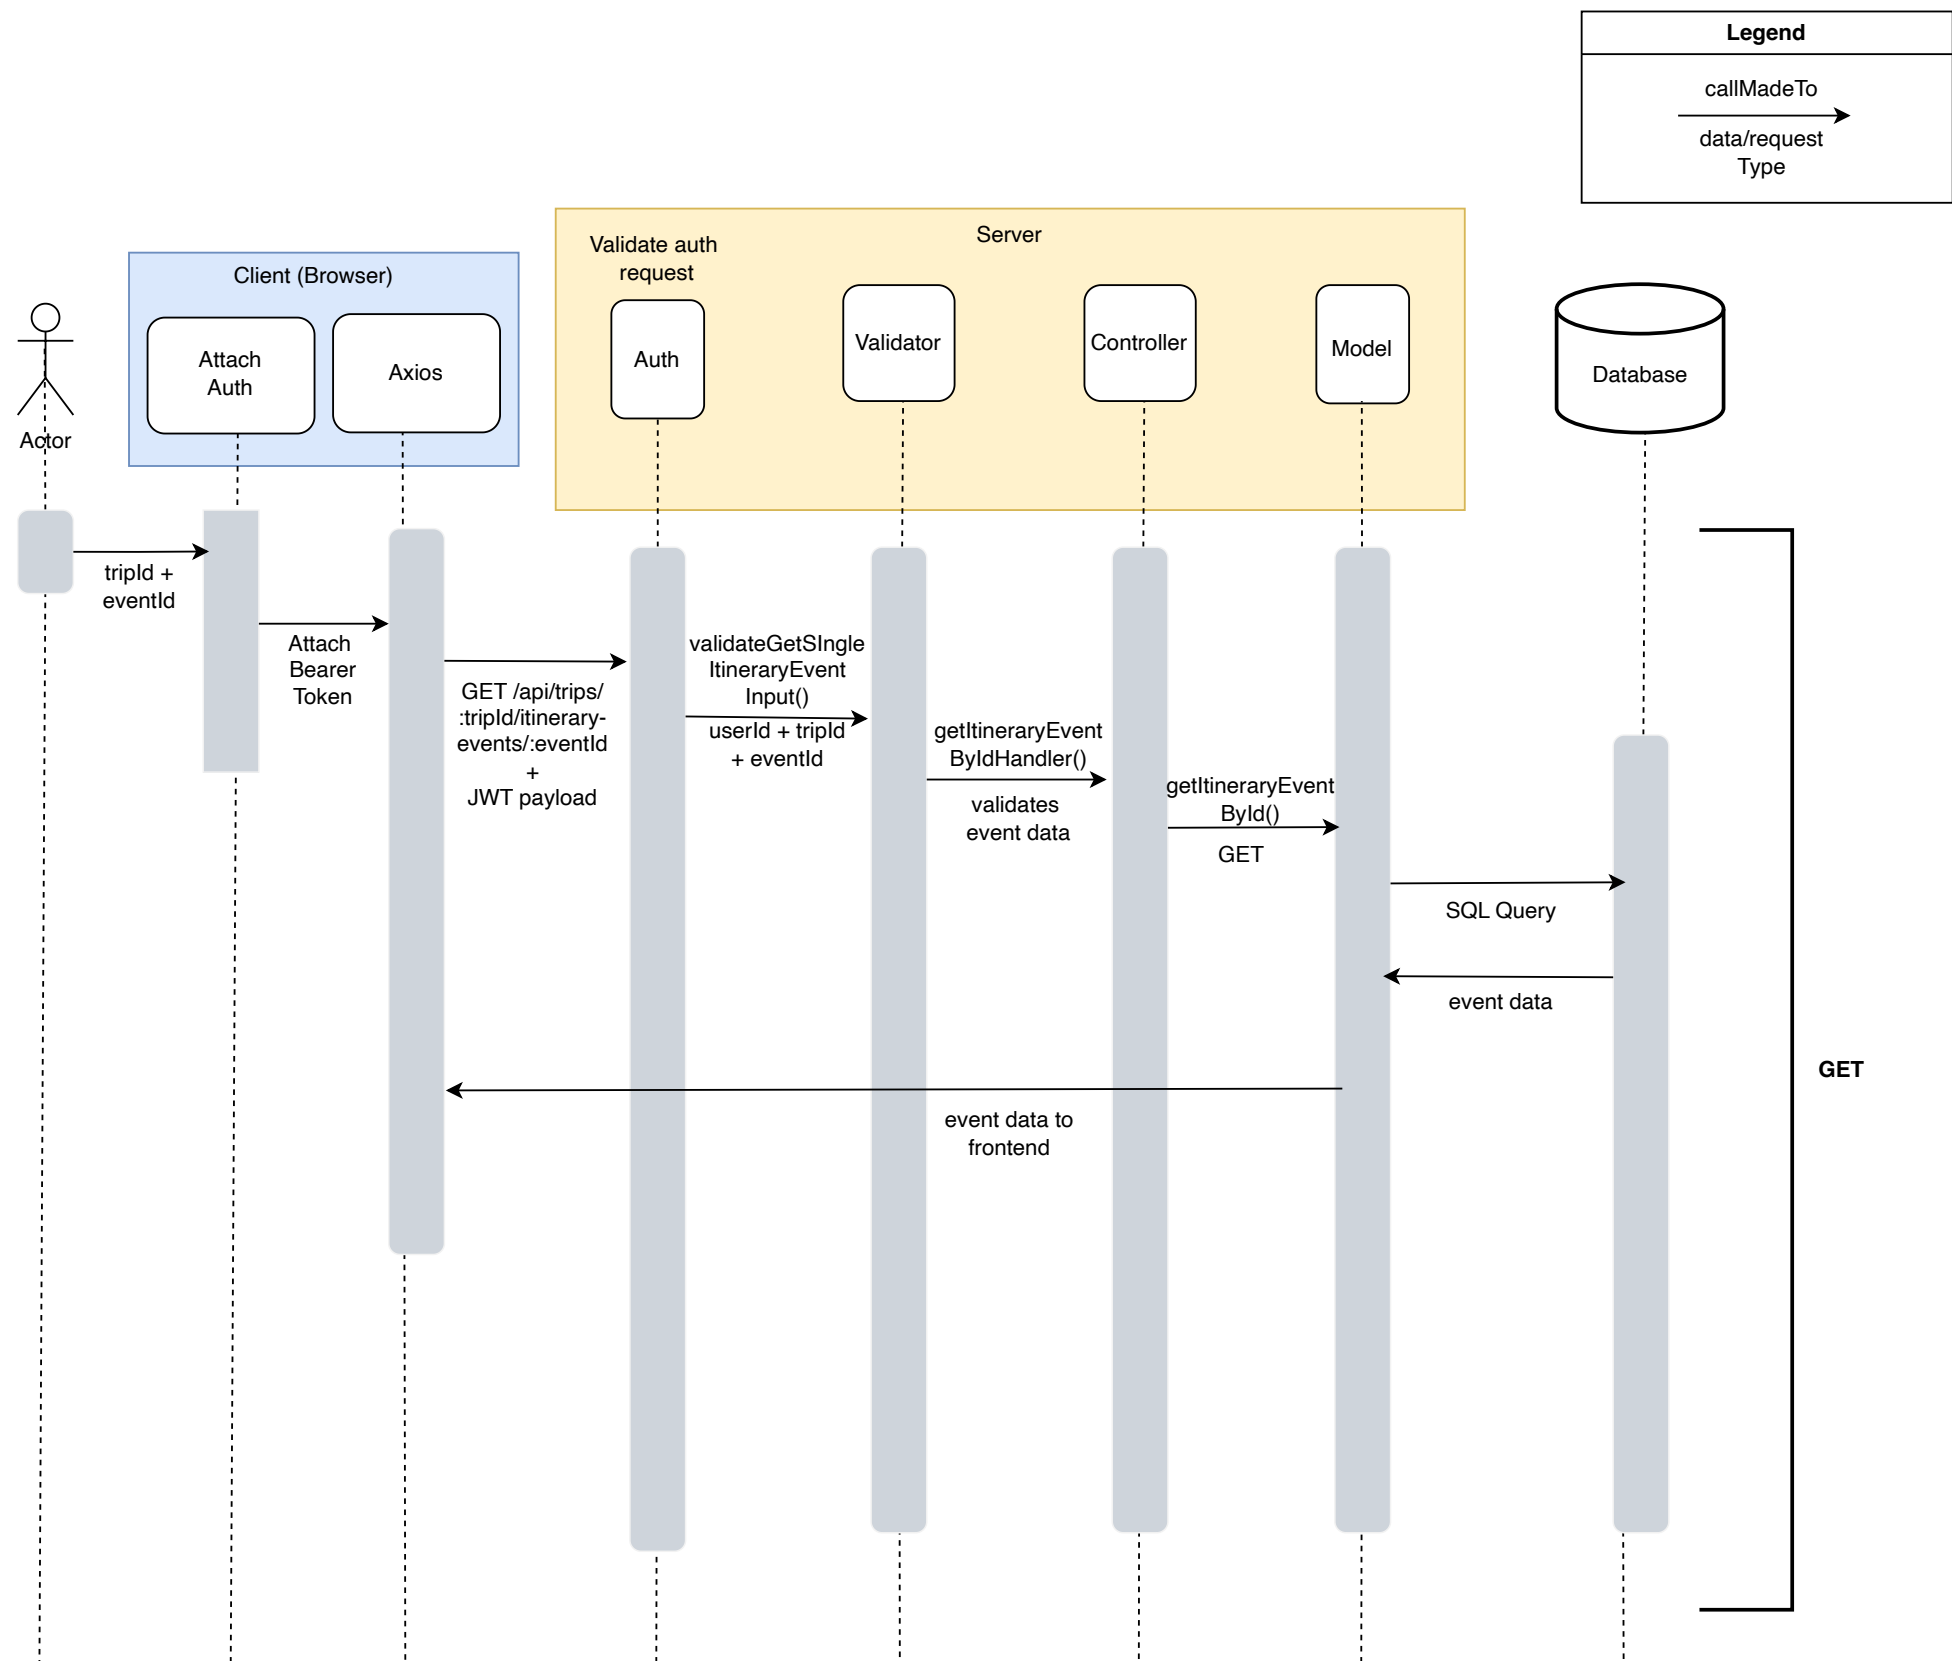 Legend
callMadeTo
data/request
Type
Server
Validate auth
request
Client (Browser)
Attach
Auth
Axios
Auth
Validator
Controller
Model
Database
Actor
tripId +
eventId
Attach
Bearer
Token
GET /api/trips/
:tripId/itinerary-
events/:eventId
+
JWT payload
validateGetSIngle
ItineraryEvent
Input()
userId + tripId
+ eventId
getItineraryEvent
ByIdHandler()
validates
event data
getItineraryEvent
ById()
GET
SQL Query
event data
GET
event data to
frontend